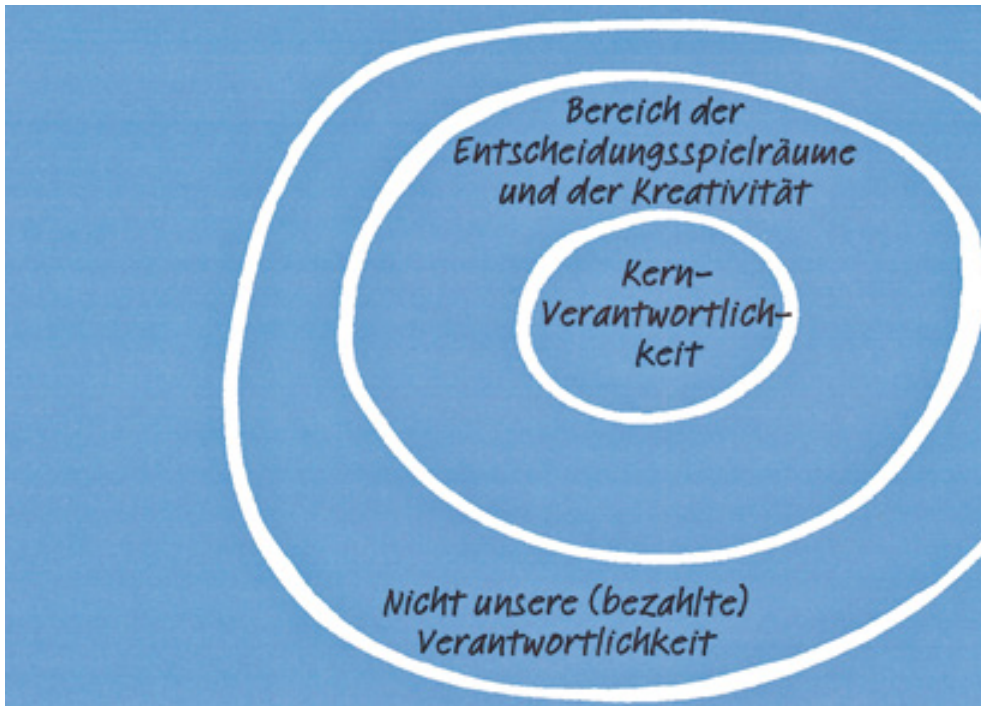 Bereich der
Entscheidungsspielräume
und der Kreativität
Kern-
Verantwortlich-
keit
Nicht unsere (bezahlte)
Verantwortlichkeit